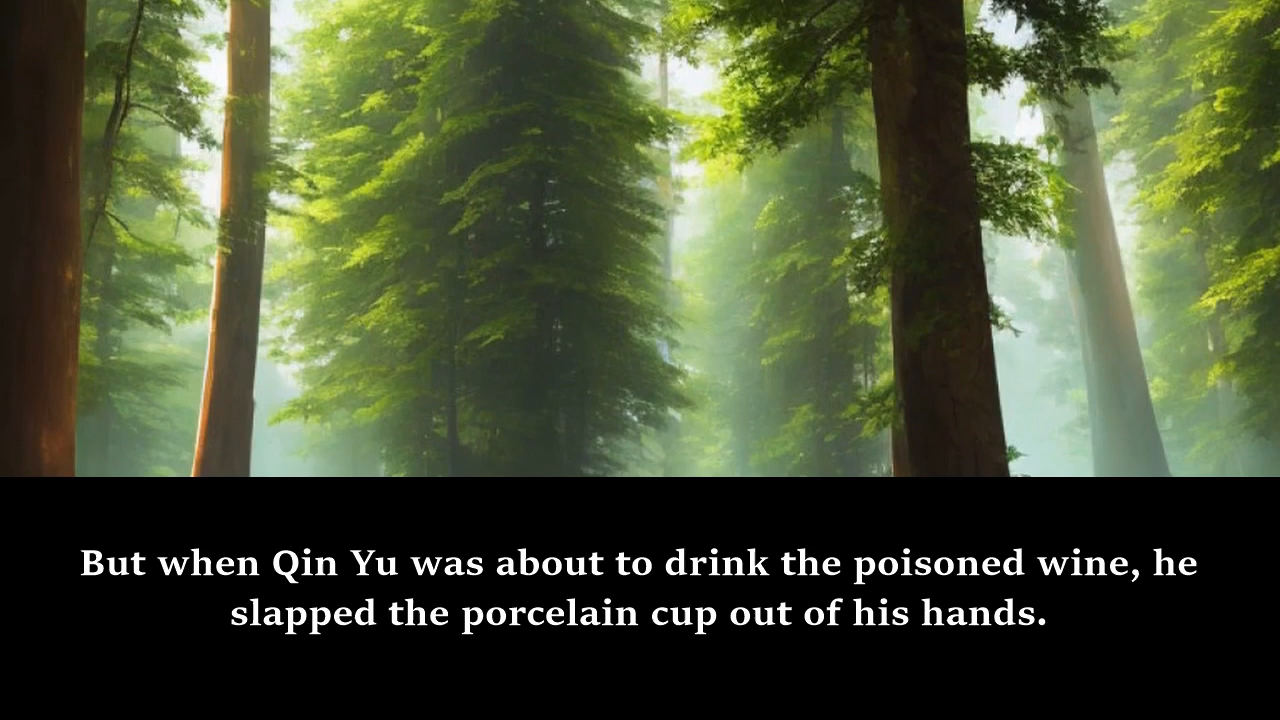 But when Qin Yu was about to drink the poisoned wine, he
slapped the porcelain cup out of his hands.